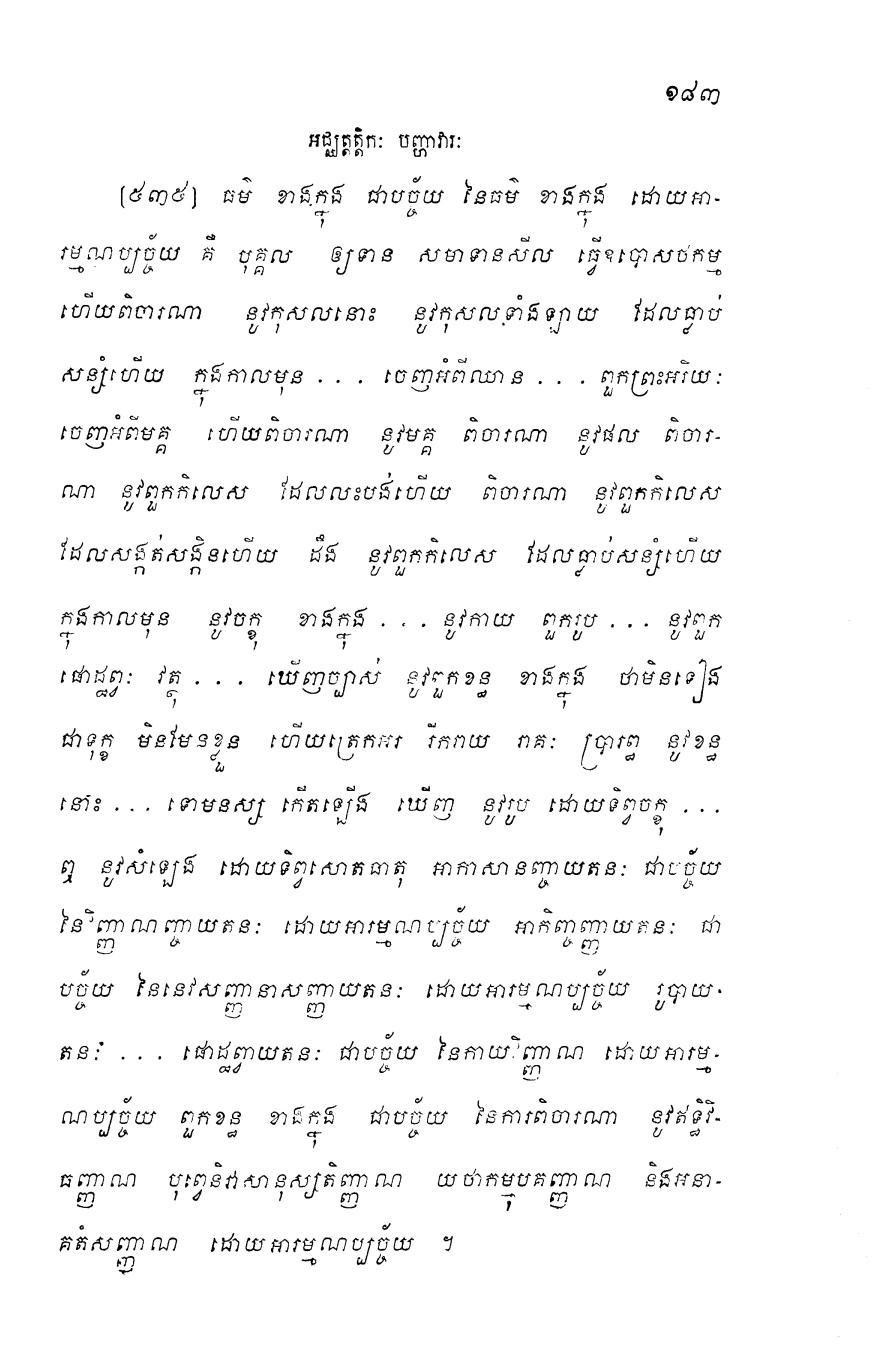 ១៨៣
អជ្ឈត្តត្តិកៈ បញ្ហាវារៈ
[៥៣៥] ធម៌ ខាងក្នុង ជាបច្ច័យ នៃធម៌ ខាងក្នុង ដោយអា-
រម្មណប្បច្ច័យ គឺ បុគ្គល ឲ្យទាន សមាទានសីល ធ្វើឧបោសថកម្ម
ហើយពិចារណា នូវកុសលនោះ នូវកុសលទាំងឡាយ ដែលធ្លាប់
សន្សំហើយ ក្នុងកាលមុន . . . ចេញអំពីឈាន . . . ពួកព្រះអរិយៈ
ចេញអំពីមគ្គ ហើយពិចារណា នូវមគ្គ ពិចារណា នូវផល ពិចារ-
ណា នូវពួកកិលេស ដែលលះបង់ហើយ ពិចារណា នូវពួកកិលេស
ដែលសង្កត់សង្កិនហើយ ដឹង នូវពួកកិលេស ដែលធ្លាប់សន្សំហើយ
ក្នុងកាលមុន នូវចក្ខុ ខាងក្នុង . . . នូវកាយ ពួករូប . . . នូវពួក
ផោដ្ឋព្វៈ វត្ថុ . . . ឃើញច្បាស់ នូវពួកខន្ធ ខាងក្នុង ថាមិនទៀង
ជាទុក្ខ មិនមែនខ្លួន ហើយត្រេកអរ រីករាយ រាគៈ ប្រារព្ធ នូវខន្ធ
នោះ . . . ទោមនស្ស កើតឡើង ឃើញ នូវរូប ដោយទិព្វចក្ខុ . . .
ឮ នូវសំឡេង ដោយទិព្វសោតធាតុ អាកាសានញ្ចាយតនៈ ជាបច្ច័យ
នៃវិញ្ញាណញ្ចាយតនៈ ដោយអារម្មណប្បច្ច័យ អាកិញ្ចញ្ញាយតនៈ ជា
បច្ច័យ នៃនេវសញ្ញានាសញ្ញាយតនៈ ដោយអារម្មណប្បច្ច័យ រូបាយ-
តនៈ . . . ផោដ្ឋព្វាយតនៈ ជាបច្ច័យ នៃកាយវិញ្ញាណ ដោយអារម្ម-
ណប្បច្ច័យ ពួកខន្ធ ខាងក្នុង ជាបច្ច័យ នៃការពិចារណា នូវឥទ្ធិវិ-
ធញ្ញាណ បុព្វេនិវាសានុស្សតិញ្ញាណ យថាកម្មុបគញ្ញាណ និងអនា-
គតំសញ្ញាណ ដោយអារម្មណប្បច្ច័យ ។